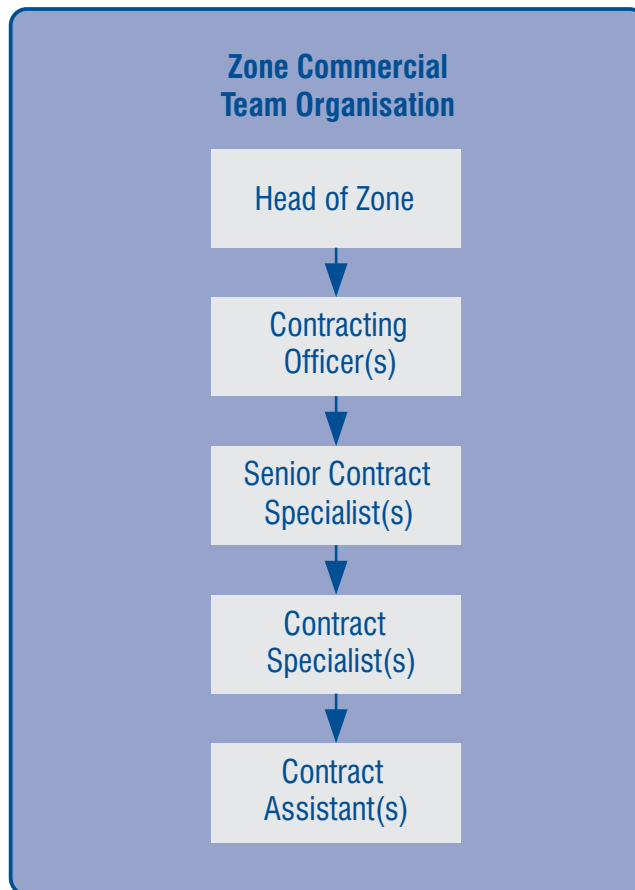 Zone Commercial
Team Organisation
Head of Zone
Contracting
Officer(s)
Senior Contract
Specialist(s)
Contract
Specialist(s)
Contract
Assistant(s)